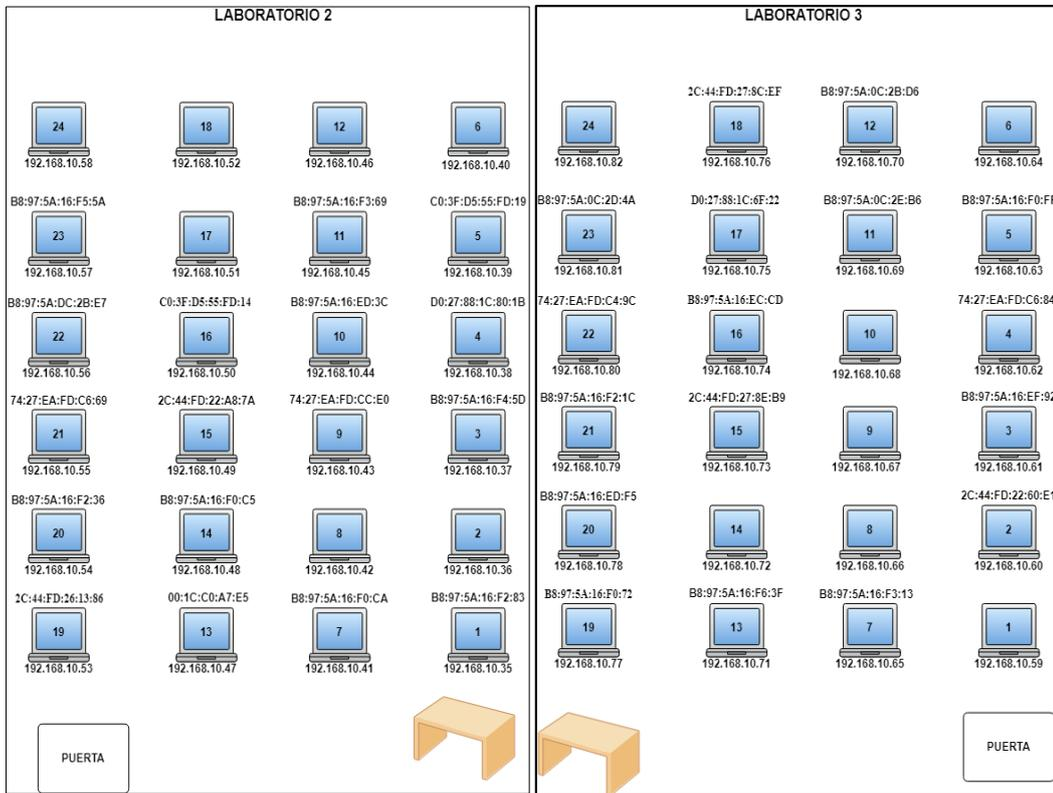 LABORATORIO 2
24
18
12
6
192.168.10.58
192.168.10.52
192.168.10.46
192.168.10.40
B8:97:5A:16:F5:5A
B8:97:5A:16:F3:69
C0:3F:D5:55:FD:19
23
17
11
5
192.168.10.57
192.168.10.51
192.168.10.45
192.168.10.39
B8:97:5A:DC:2B:E7
C0:3F:D5:55:FD:14
B8:97:5A:16:ED:3C
D0:27:88:1C:80:1B
22
16
10
4
192.168.10.56
192.168.10.50
192.168.10.44
192.168.10.38
74:27:EA:FD:C6:69
2C:44:FD:22:A8:7A
74:27:EA:FD:CC:E0
B8:97:5A:16:F4:5D
21
15
9
3
192.168.10.55
192.168.10.49
192.168.10.43
192.168.10.37
B8:97:5A:16:F2:36
B8:97:5A:16:F0:C5
20
14
8
2
192.168.10.54
192.168.10.48
192.168.10.42
192.168.10.36
2C:44:FD:26:13:86
00:1C:C0:A7:E5
B8:97:5A:16:F0:CA
B8:97:5A:16:F2:83
19
13
7
1
192.168.10.53
192.168.10.47
192.168.10.41
192.168.10.35
PUERTA
LABORATORIO 3
2C:44:FD:27:8C:EF
B8:97:5A:0C:2B:D6
24
18
12
6
192.168.10.82
192.168.10.76
192.168.10.70
192.168.10.64
B8:97:5A:0C:2D:4A
D0:27:88:1C:6F:22
B8:97:5A:0C:2E:B6
23
17
11
5
192.168.10.81
192.168.10.75
192.168.10.69
192.168.10.63
74:27:EA:FD:C4:9C
B8:97:5A:16:EC:CD
74:27:EA:FD:C6:84
22
16
10
4
192.168.10.80
192.168.10.74
192.168.10.68
192.168.10.62
B8:97:5A:16:F2:1C
2C:44:FD:27:8E:B9
B8:97:5A:16:EF:92
21
15
9
3
192.168.10.79
192.168.10.73
192.168.10.67
192.168.10.61
B8:97:5A:16:ED:F5
20
14
8
2
192.168.10.78
192.168.10.72
192.168.10.66
192.168.10.60
B8:97:5A:16:F0:72
B8:97:5A:16:F6:3F
B8:97:5A:16:F3:13
19
13
7
1
192.168.10.77
192.168.10.71
192.168.10.65
192.168.10.59
PUERTA